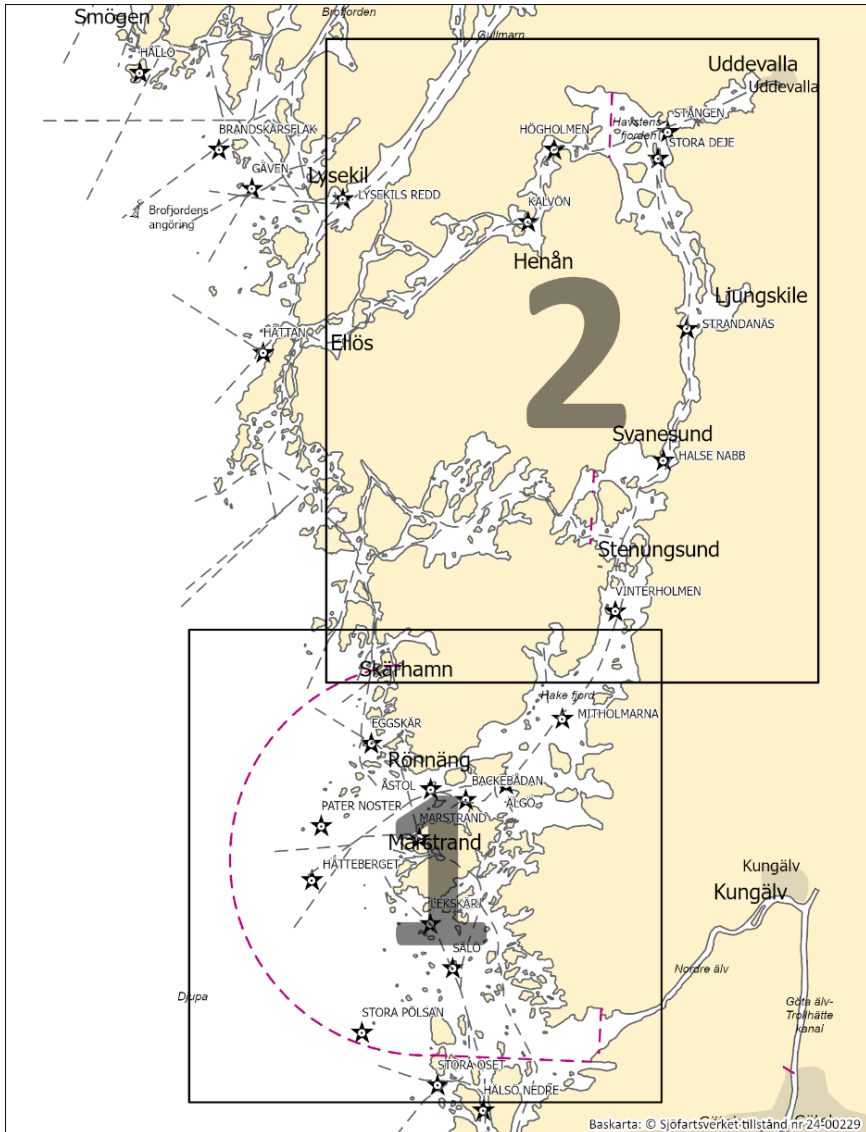 Smögen
Brofjorden
HÅLLÖ
Gullmarn
Uddevalla
Uddevalla
BRANDSKÄRSFLAK
HÖGHOLMEN
Havstens-
fjorden
STÅNGEN
STORA DEJE
GÅVEN
Lysekil
LYSEKILS REDD
Brofjordens
angöring
KALVÖN
Henån
2
Ljungskile
HÄTTAN
Ellös
STRANDANÄS
Svanesund
HALSE NABB
Stenungsund
VINTERHOLMEN
Skärhamn
Hake fjord
MITHOLMARNA
EGGSKÄR
Rönnäng
ÅSTOL
BACKEBÅDAN
ALGÖ
PATER NOSTER
MARSTRAND
Marstrand
1
HÄTTEBERGET
Kungälv
Kungälv
LEKSKÄR
SÄLÖ
Nordre älv
Djupa
Göta älv-
Trollhätte
kanal
STORA PÖLSAN
STORA OSET
HÄLSÖ NEDRE
Baskarta: © Sjöfartsverket tillstånd nr 24-00229